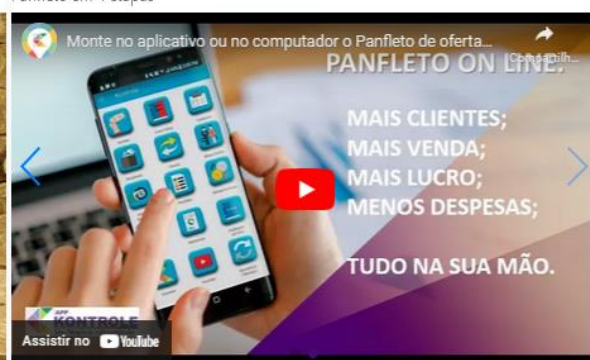 Panfleto em 4 etapas
Monte no aplicativo ou no computador o Panfleto de oferta...
Compartilh...
PANFLETO ON LINE:
MAIS CLIENTES;
MAIS VENDA;
MAIS LUCRO;
MENOS DESPESAS;
TUDO NA SUA MÃO.
APP
KONTROLE
Assistir no YouTube